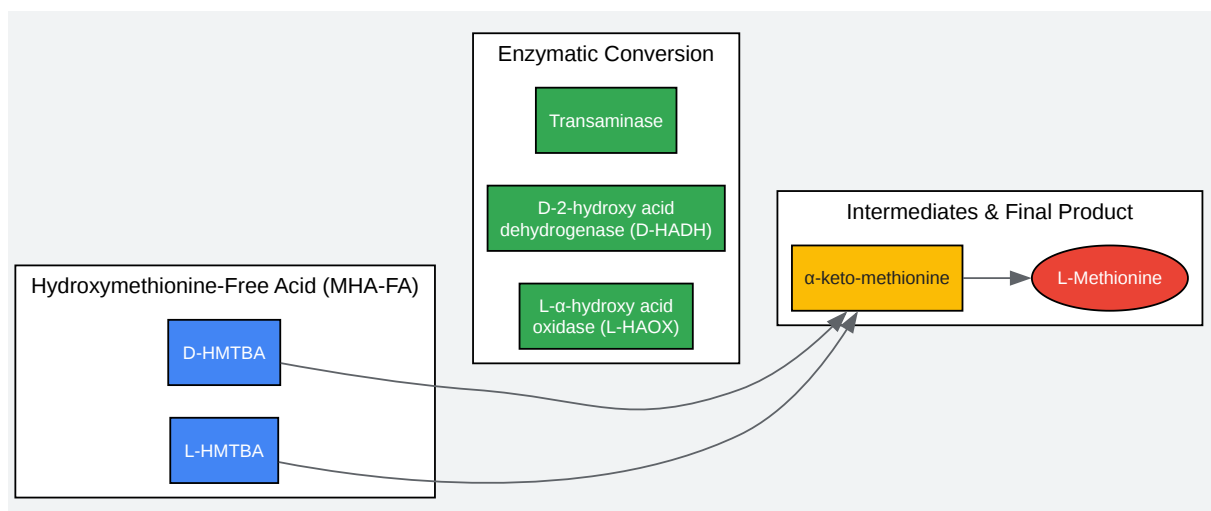 Hydroxymethionine-Free Acid (MHA-FA)
D-HMTBA
L-HMTBA
Enzymatic Conversion
Transaminase
D-2-hydroxy acid
dehydrogenase (D-HADH)
L-α-hydroxy acid
oxidase (L-HAOX)
Intermediates & Final Product
α-keto-methionine
L-Methionine